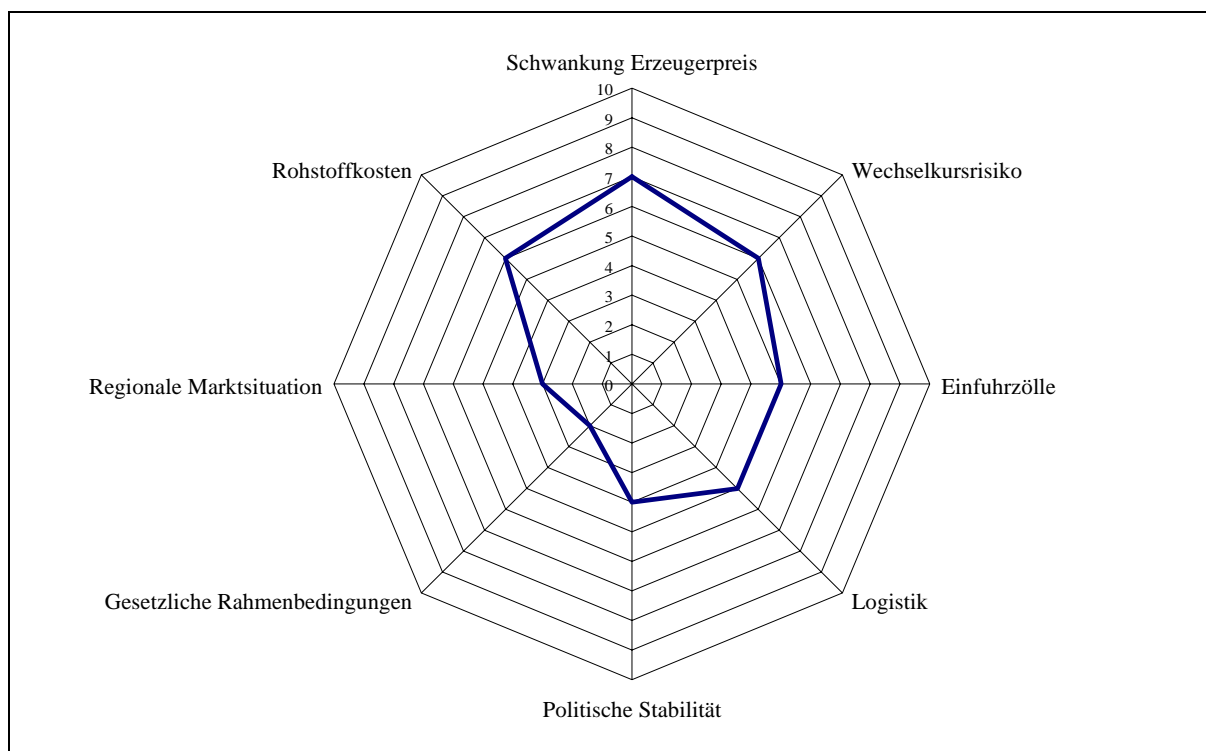 Schwankung Erzeugerpreis
10
9
8
7
6
5
4
3
2
1
0
Wechselkursrisiko
Einfuhrzölle
Logistik
Politische Stabilität
Gesetzliche Rahmenbedingungen
Regionale Marktsituation
Rohstoffkosten